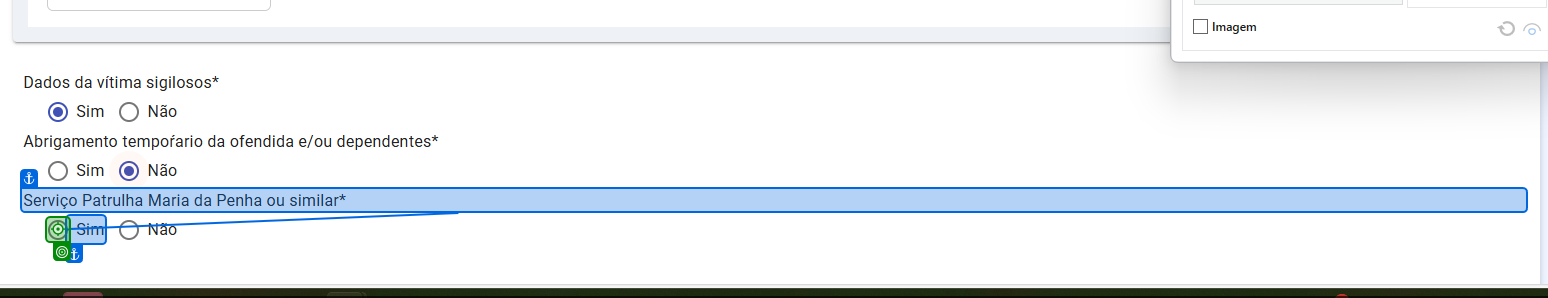 Imagem
Dados da vítima sigilosos*
Sim Não
Abrigamento tempoŕario da ofendida e/ou dependentes*
Sim Não
Serviço Patrulha Maria da Penha ou similar*
Sim Não